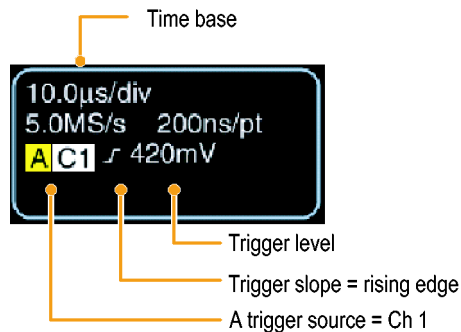 Time base
10.0µs/div
5.0MS/s 200ns/pt
A C1 420mV
Trigger level
Trigger slope = rising edge
A trigger source = Ch 1